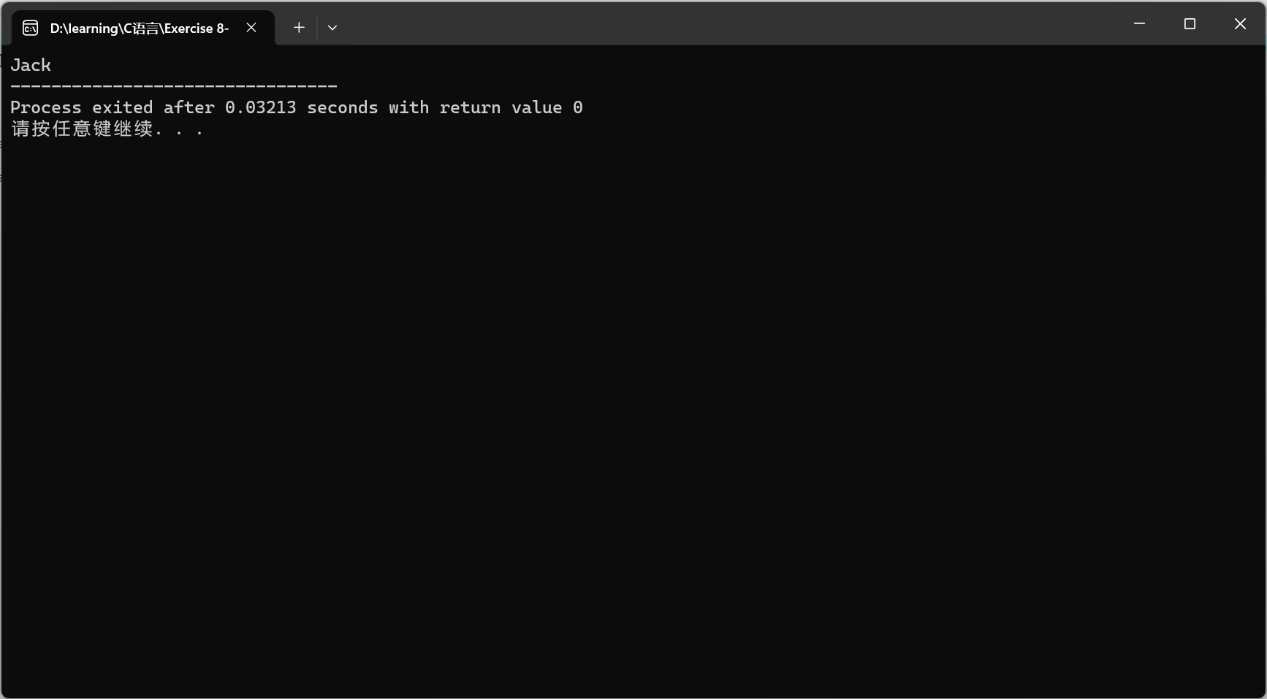 D:\learning\C语言\Exercise 8-
Jack
--------------------------------
Process exited after 0.03213 seconds with return value 0
请按任意键继续. . .